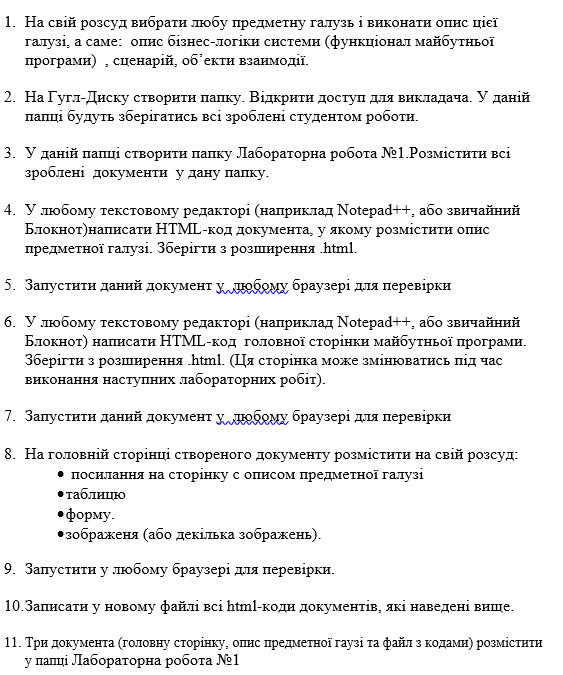 1. На свій розсуд вибрати любу предметну галузь і виконати опис цієї
галузі, а саме: опис бізнес-логіки системи (функціонал майбутньої
програми) , сценарій, об’єкти взаємодії.
2. На Гугл-Диску створити папку. Відкрити доступ для викладача. У даній
папці будуть зберігатись всі зроблені студентом роботи.
3. У даній папці створити папку Лабораторна робота №1.Розмістити всі
зроблені документи у дану папку.
4. У любому текстовому редакторі (наприклад Notepad++, або звичайний
Блокнот)написати HTML-код документа, у якому розмістити опис
предметної галузі. Зберігти з розширення .html.
5. Запустити даний документ у любому браузері для перевірки
6. У любому текстовому редакторі (наприклад Notepad++, або звичайний
Блокнот) написати HTML-код головної сторінки майбутньої програми.
Зберігти з розширення .html. (Ця сторінка може змінюватись під час
виконання наступних лабораторних робіт).
7. Запустити даний документ у любому браузері для перевірки
8. На головній сторінці створеного документу розмістити на свій розсуд:
• посилання на сторінку с описом предметної галузі
•таблицю
•форму.
•зображеня (або декілька зображень).
9. Запустити у любому браузері для перевірки.
10.Записати у новому файлі всі html-коди документів, які наведені вище.
11. Три документа (головну сторінку, опис предметної гаузі та файл з кодами) розмістити
у папці Лабораторна робота №1